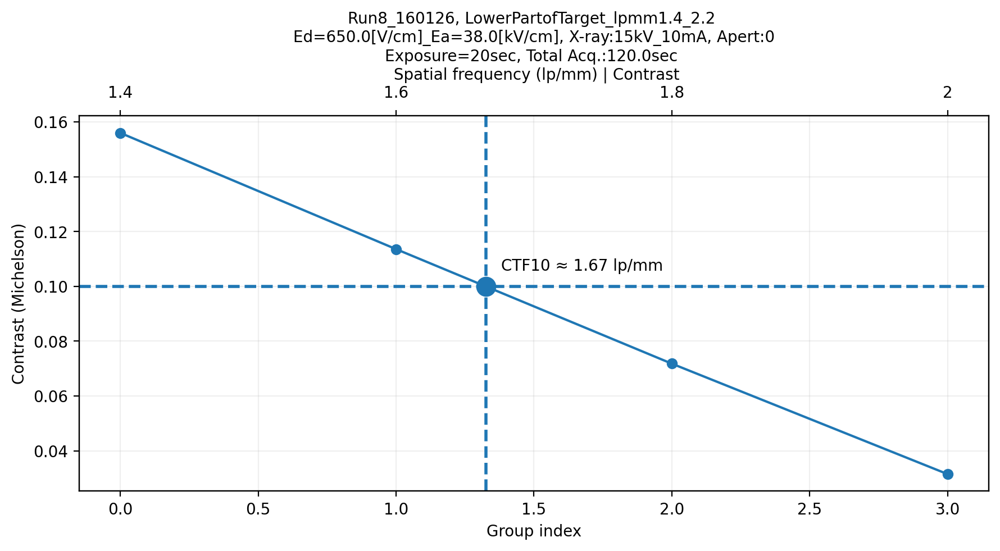 Run8_160126, LowerPartofTarget_lpmm1.4_2.2
Ed=650.0[V/cm]_Ea=38.0[kV/cm], X-ray:15kV_10mA, Apert:0
Exposure=20sec, Total Acq.:120.0sec
Spatial frequency (lp/mm) | Contrast
1.4 1.6 1.8 2
0.16
0.14
0.12
0.10
0.08
0.06
0.04
Contrast (Michelson)
CTF10 ≈ 1.67 lp/mm
0.0 0.5 1.0 1.5 2.0 2.5 3.0
Group index